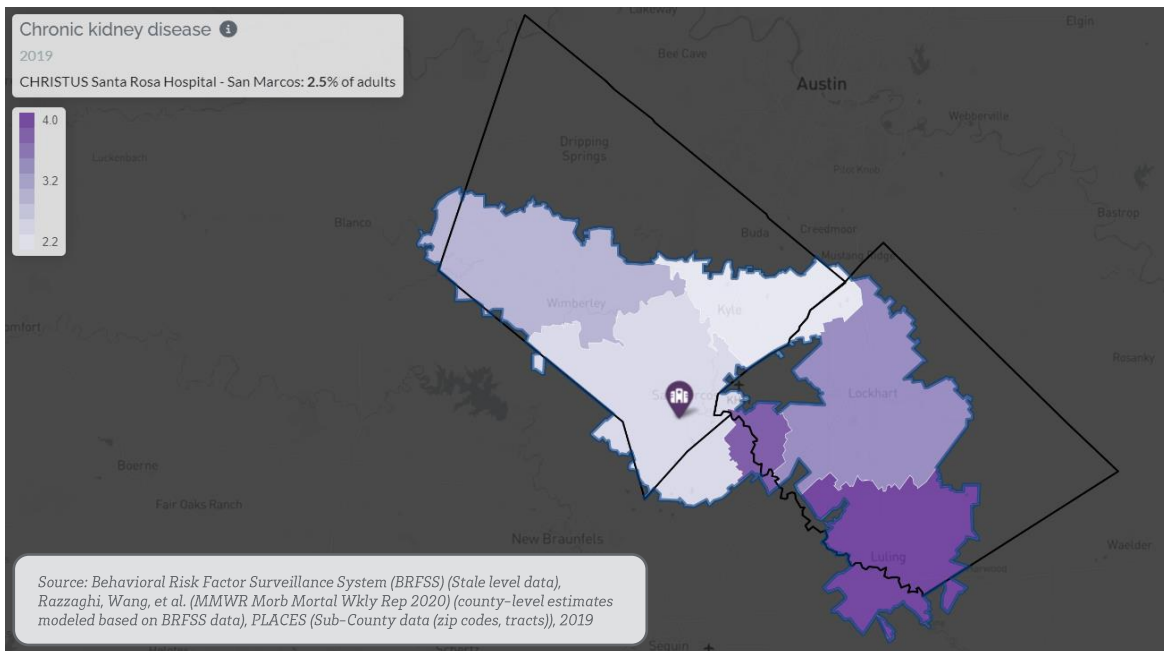 Chronic kidney disease
2019
CHRISTUS Santa Rosa Hospital - San Marcos: 2.5% of adults
4.0
3.2
2.2
Lakeway
Elgin
Bee Cave
Austin
Webberville
Luckenbach
Dripping
Springs
Pilot Knob
Blanco
Bastrop
Buda
Creedmoor
Mustang Ridge
Wimberley
Kyle
Rosanky
Lockhart
Boerne
Fair Oaks Ranch
New Braunfels
Waelder
Luling
Seguin
Source: Behavioral Risk Factor Surveillance System (BRFSS) (Stale level data),
Razzaghi, Wang, et al. (MMWR Morb Mortal Wkly Rep 2020) (county-level estimates
modeled based on BRFSS data), PLACES (Sub-County data (zip codes, tracts)), 2019